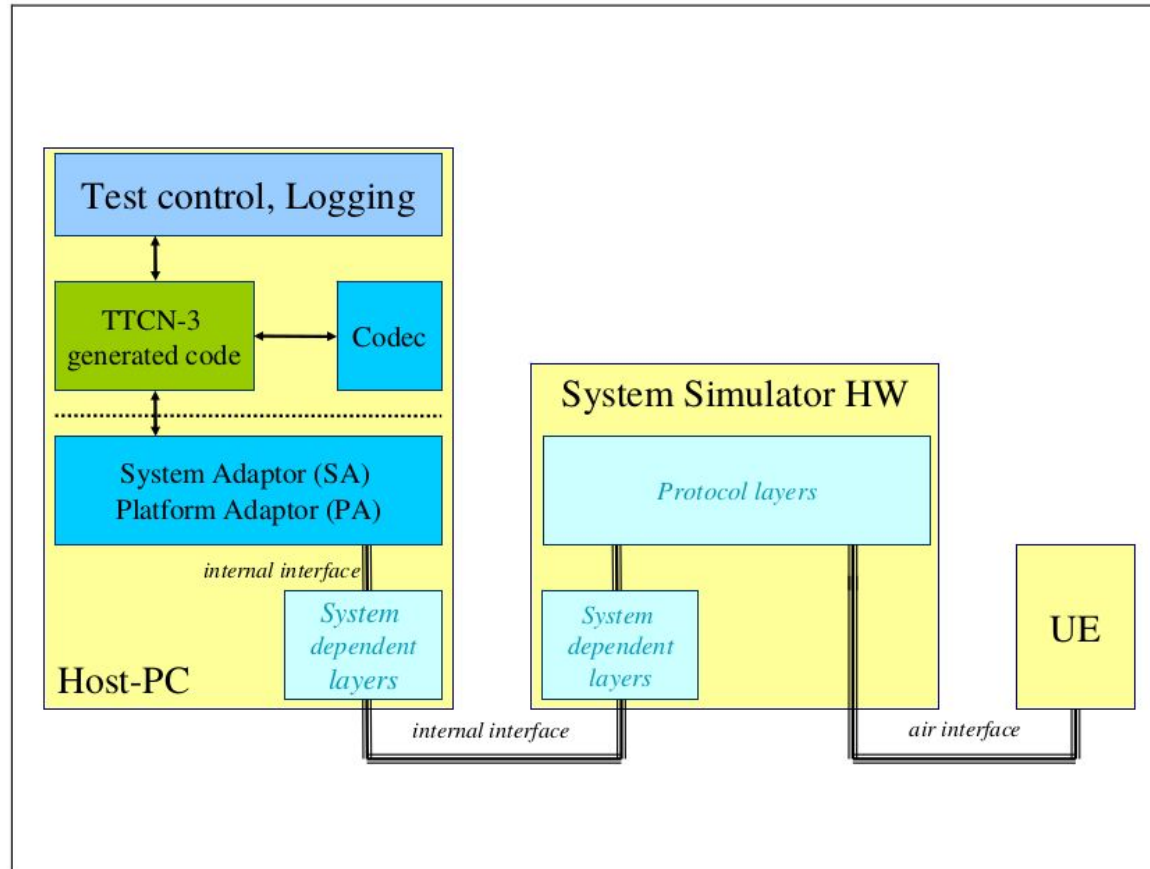 Test control, Logging
TTCN-3
generated code
Codec
System Adaptor (SA)
Platform Adaptor (PA)
internal interface
System
dependent
layers
Host-PC
internal interface
System Simulator HW
Protocol layers
System
dependent
layers
air interface
UE